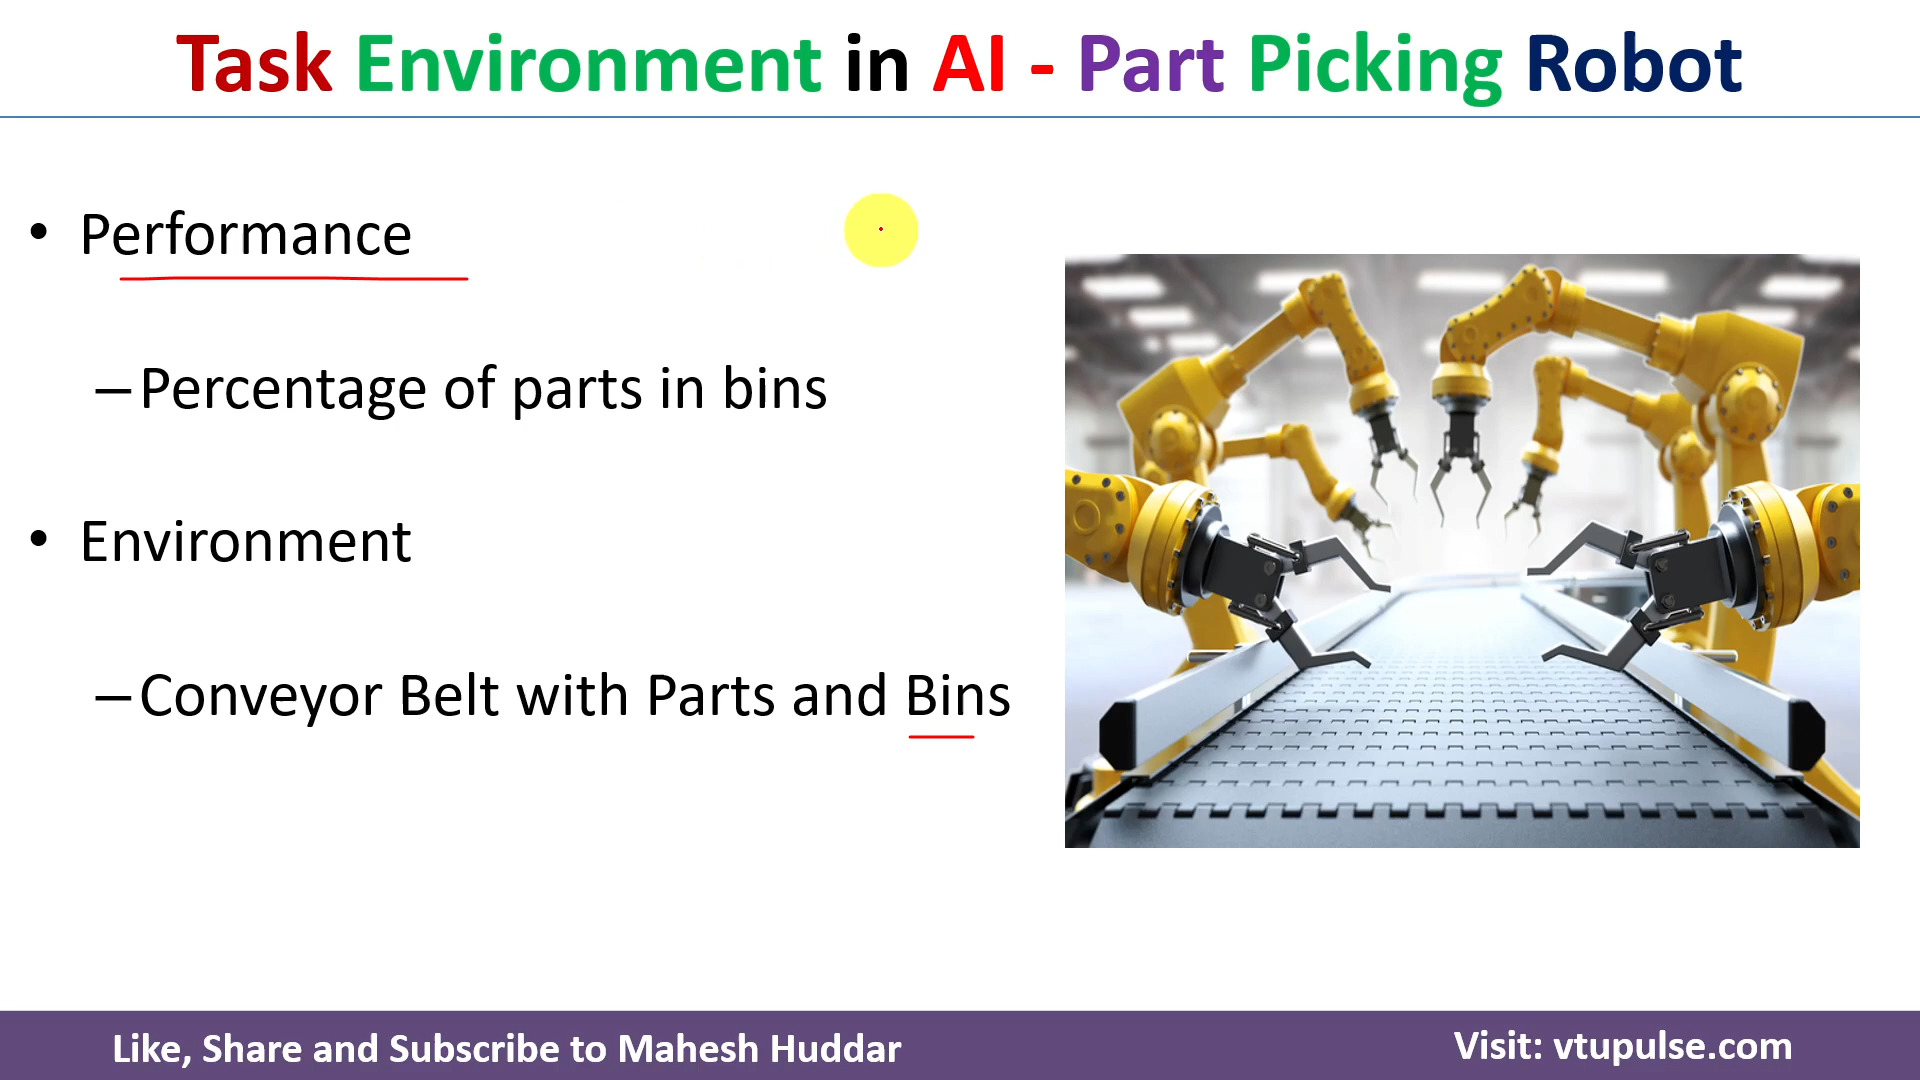 Task Environment in AI - Part Picking Robot
• Performance
– Percentage of parts in bins
• Environment
– Conveyor Belt with Parts and Bins
Like, Share and Subscribe to Mahesh Huddar
Visit: vtupulse.com